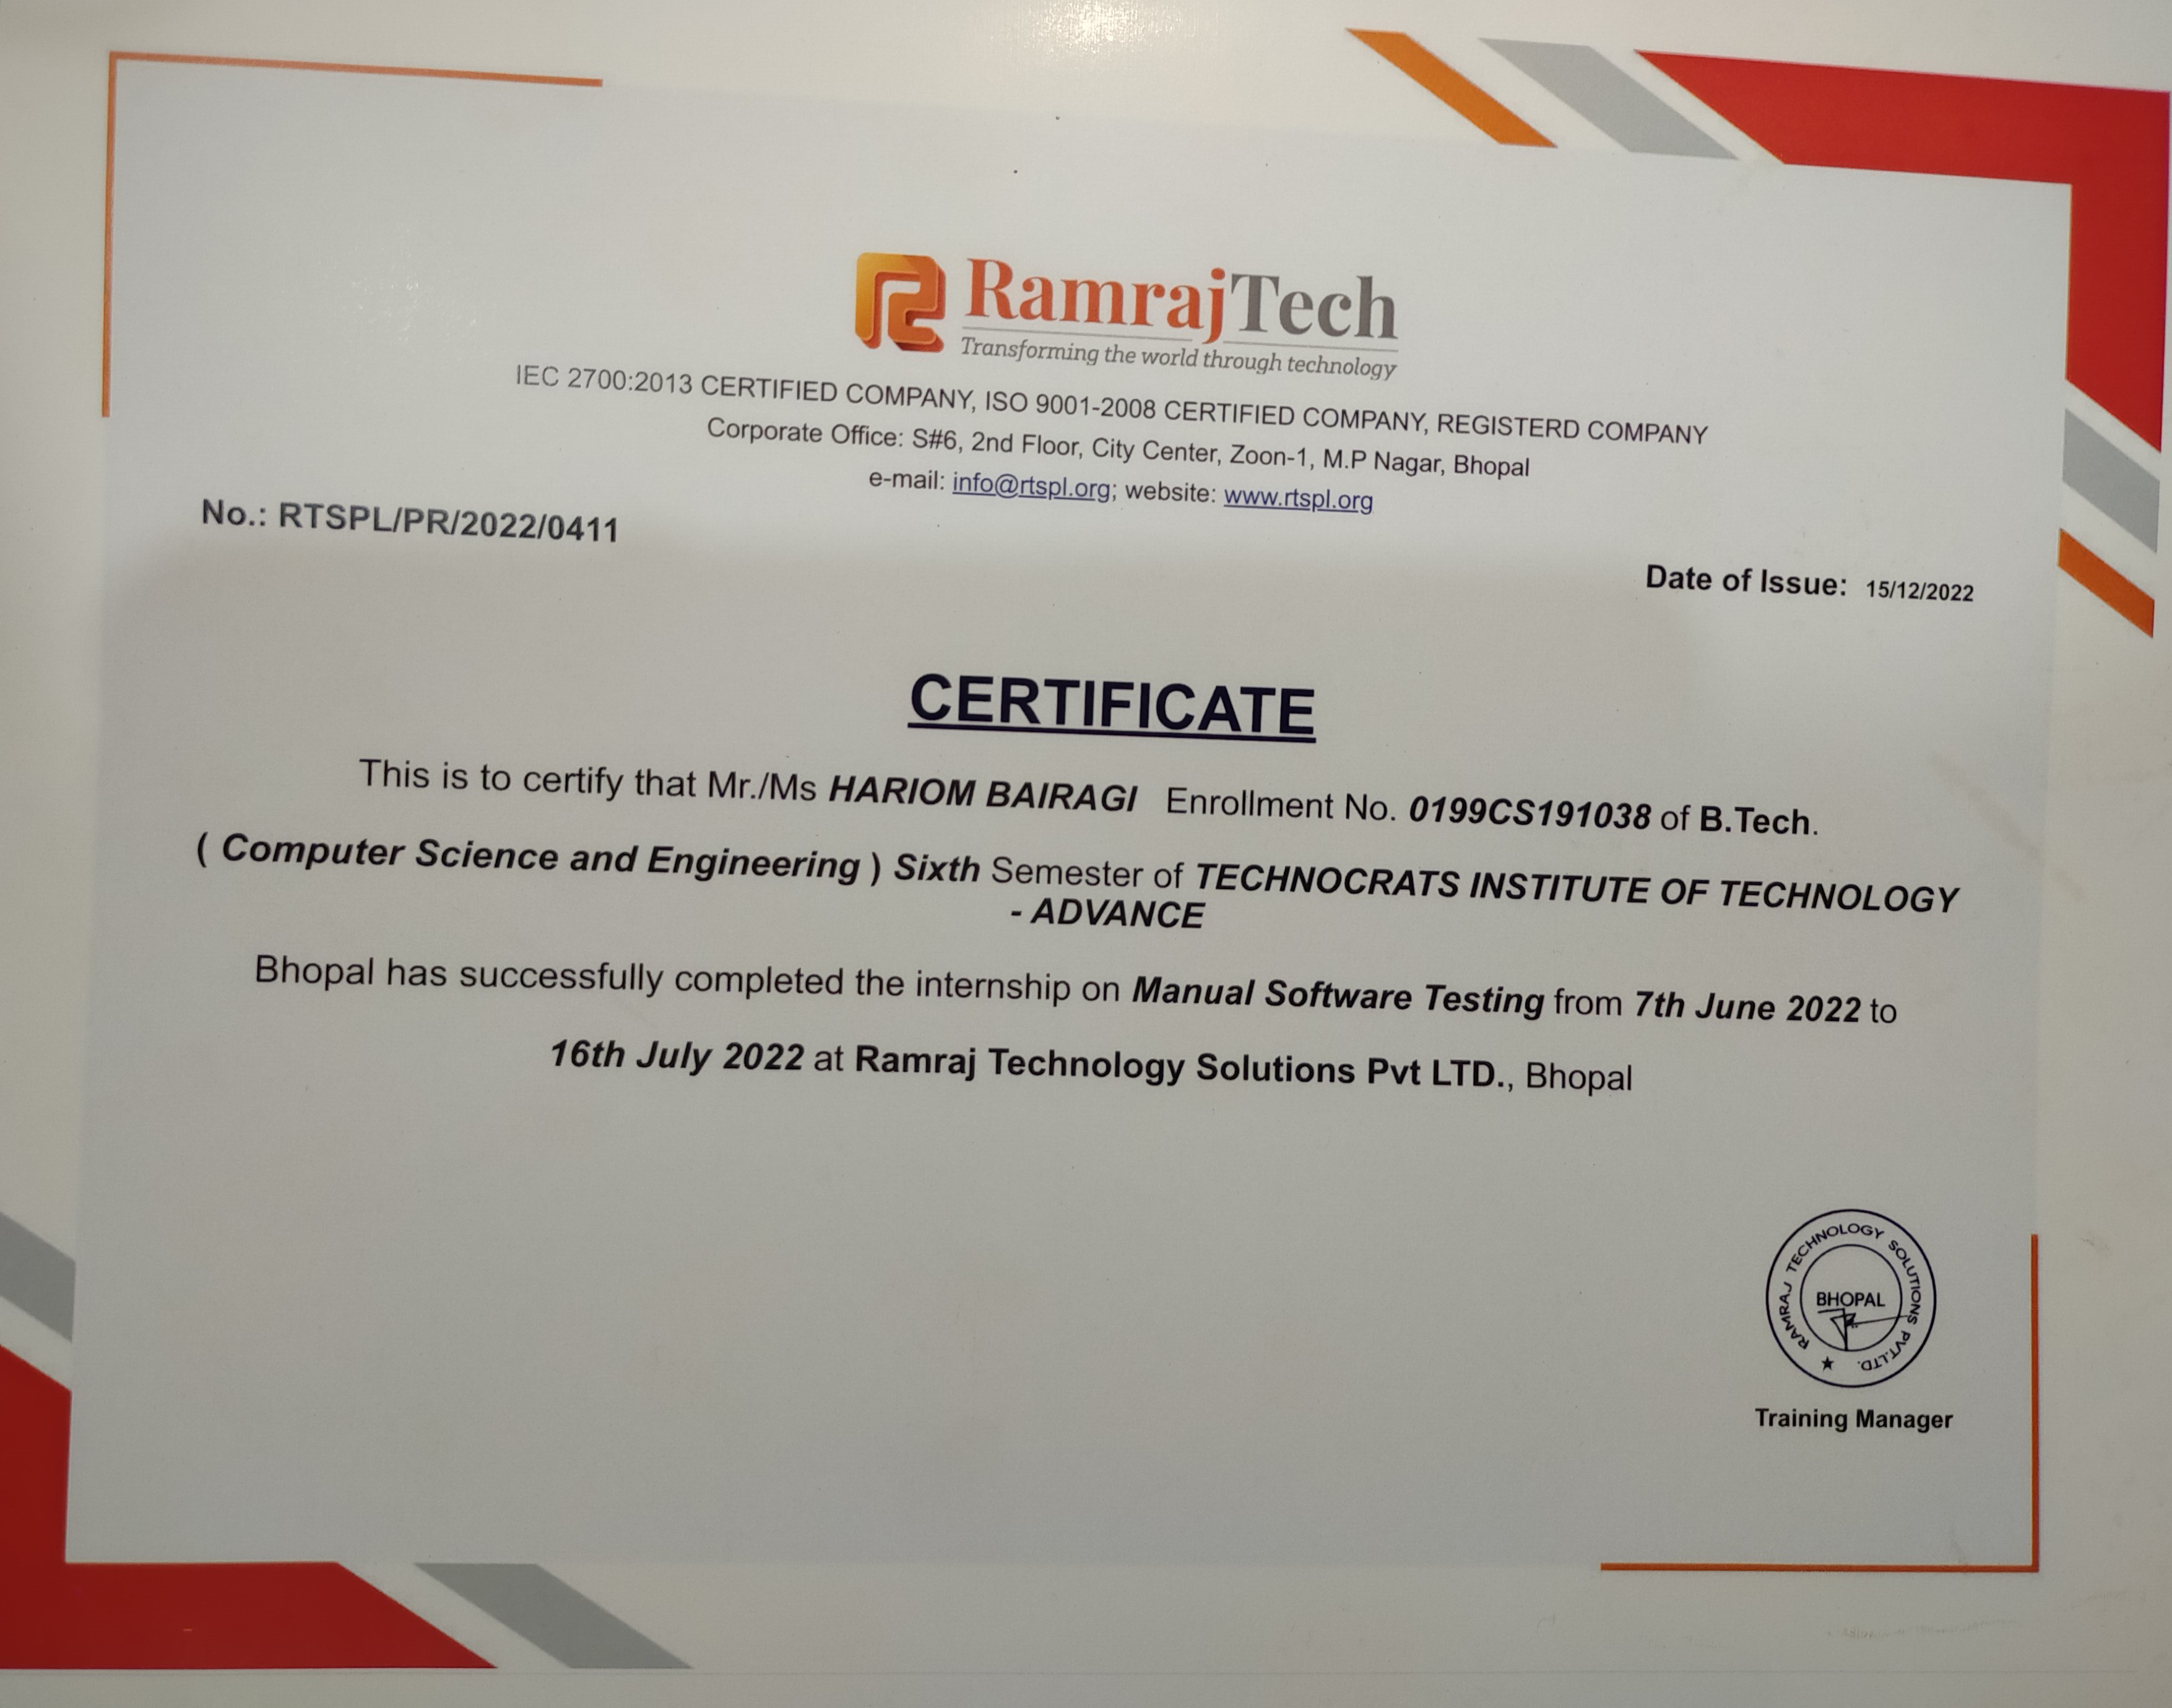 RamrajTech
Transforming the world through technology
IEC 2700:2013 CERTIFIED COMPANY, ISO 9001-2008 CERTIFIED COMPANY, REGISTERD COMPANY
Corporate Office: S#6, 2nd Floor, City Center, Zoon-1, M.P Nagar, Bhopal
e-mail: info@rtspl.org; website: www.rtspl.org
No.: RTSPL/PR/2022/0411
Date of Issue: 15/12/2022
CERTIFICATE
This is to certify that Mr./Ms HARIOM BAIRAGI Enrollment No. 0199CS191038 of B.Tech.
( Computer Science and Engineering ) Sixth Semester of TECHNOCRATS INSTITUTE OF TECHNOLOGY
- ADVANCE
Bhopal has successfully completed the internship on Manual Software Testing from 7th June 2022 to
16th July 2022 at Ramraj Technology Solutions Pvt LTD., Bhopal
RAMRAJ TECHNOLOGY SOLUTIONS PVT.LTD.
BHOPAL
Training Manager